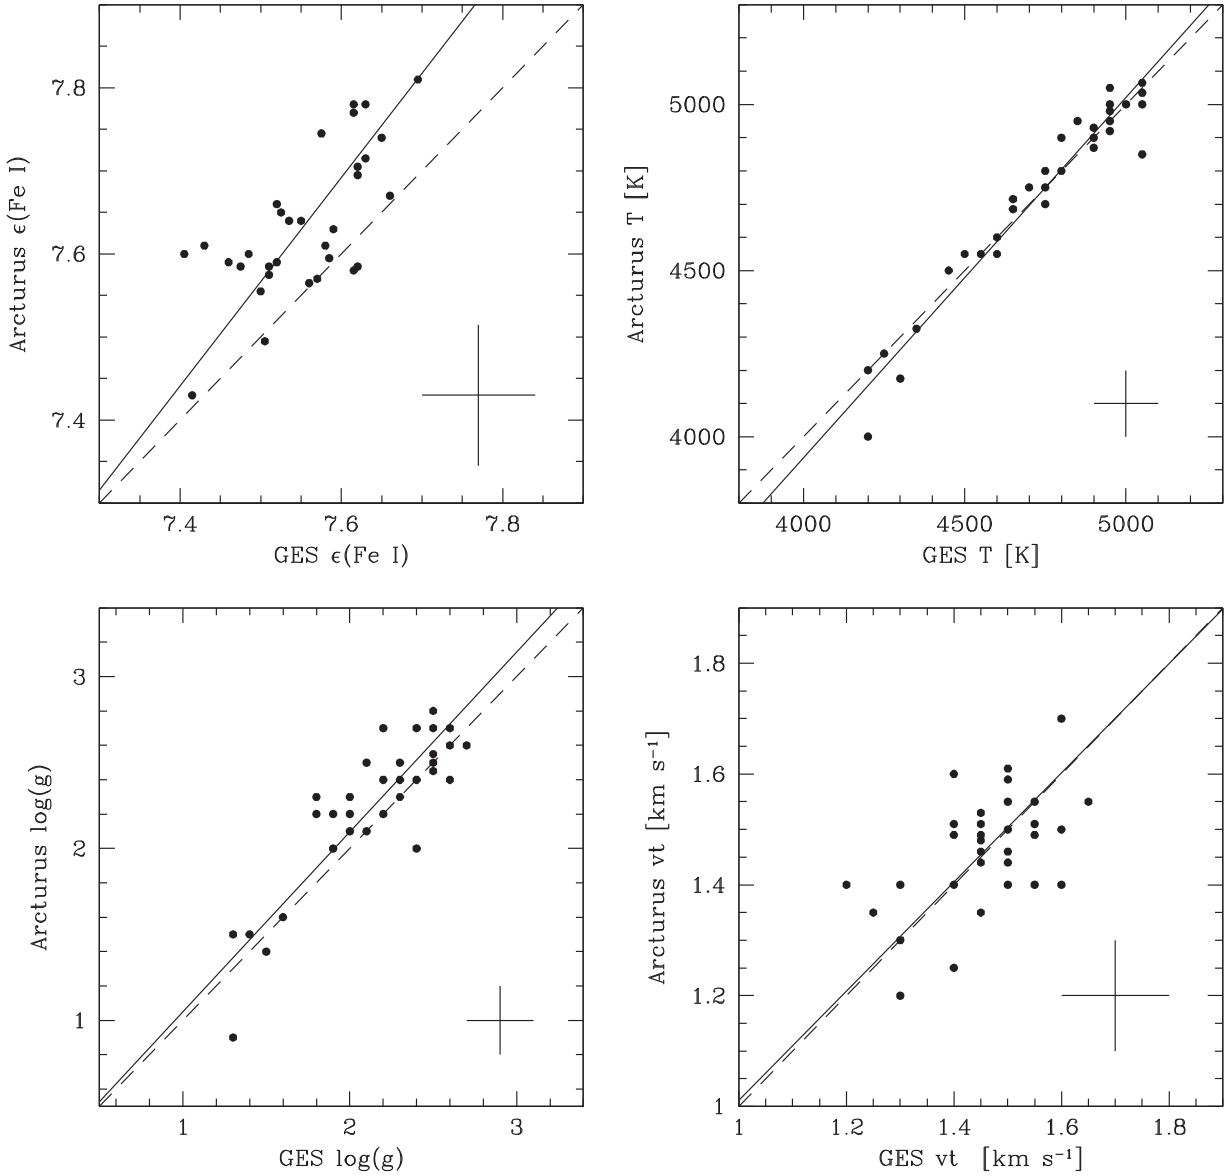 7.8
7.6
7.4
Arcturus ϵ(Fe I)
7.4 7.6 7.8
GES ϵ(Fe I)
5000
4500
4000
Arcturus T [K]
4000 4500 5000
GES T [K]
3
2
1
Arcturus log(g)
1 2 3
GES log(g)
1.8
1.6
1.4
1.2
1
Arcturus vt [km s⁻¹]
1 1.2 1.4 1.6 1.8
GES vt [km s⁻¹]